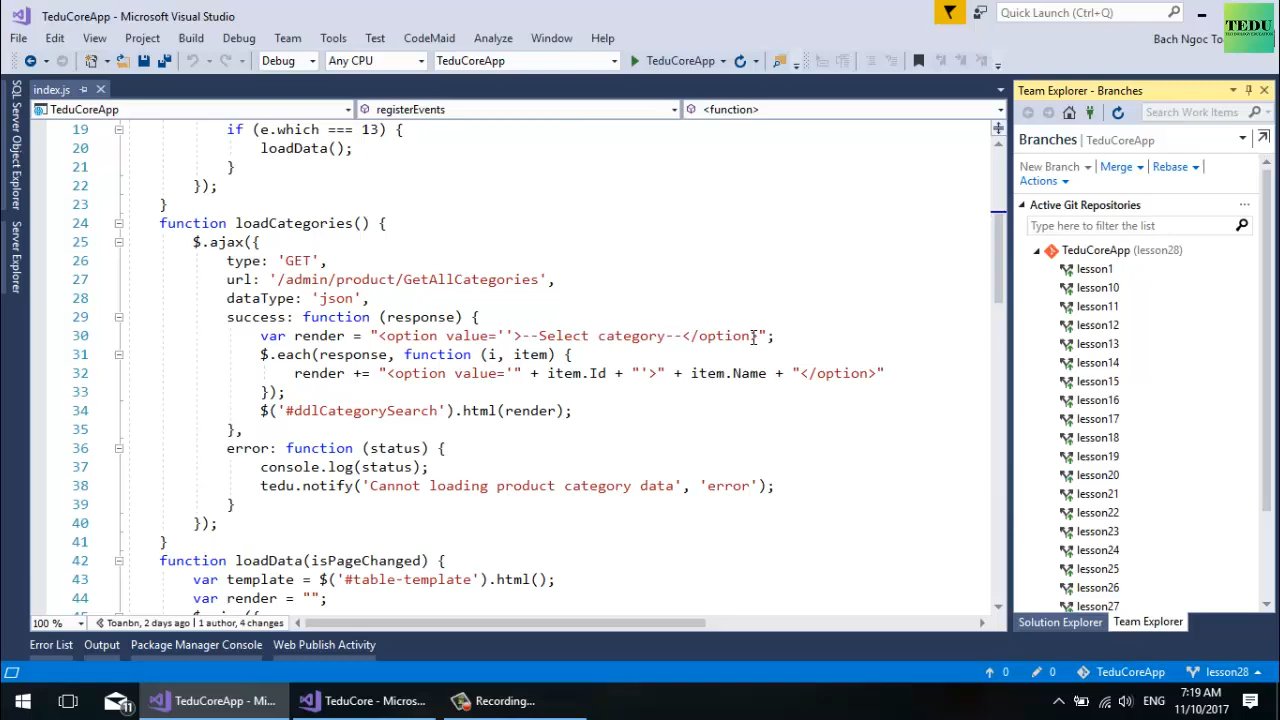 TeduCoreApp - Microsoft Visual Studio
Quick Launch (Ctrl+Q)
TEDU
File Edit View Project Build Debug Team Tools Test CodeMaid Analyze Window Help
Bach Ngoc To
Debug Any CPU TeduCoreApp TeduCoreApp
SQL Server Object Explorer
Server Explorer
index.js
TeduCoreApp registerEvents <function>
19 if (e.which === 13) {
20 loadData();
21 }
22 });
23 }
24 function loadCategories() {
25 $.ajax({
26 type: 'GET',
27 url: '/admin/product/GetAllCategories',
28 dataType: 'json',
29 success: function (response) {
30 var render = "<option value=''>--Select category--</option>";
31 $.each(response, function (i, item) {
32 render += "<option value='" + item.Id + "'>" + item.Name + "</option>"
33 });
34 $('#ddlCategorySearch').html(render);
35 },
36 error: function (status) {
37 console.log(status);
38 tedu.notify('Cannot loading product category data', 'error');
39 }
40 });
41 }
42 function loadData(isPageChanged) {
43 var template = $('#table-template').html();
44 var render = "";
100 % Toanbn, 2 days ago | 1 author, 4 changes
Team Explorer - Branches
Search Work Items
Branches | TeduCoreApp
New Branch Merge Rebase
Actions
Active Git Repositories
Type here to filter the list
TeduCoreApp (lesson28)
lesson1
lesson10
lesson11
lesson12
lesson13
lesson14
lesson15
lesson16
lesson17
lesson18
lesson19
lesson20
lesson21
lesson22
lesson23
lesson24
lesson25
lesson26
lesson27
Solution Explorer Team Explorer
Error List Output Package Manager Console Web Publish Activity
0 0 TeduCoreApp lesson28
11 TeduCoreApp - Mi... TeduCore - Micros... Recording...
ENG
7:19 AM
11/10/2017